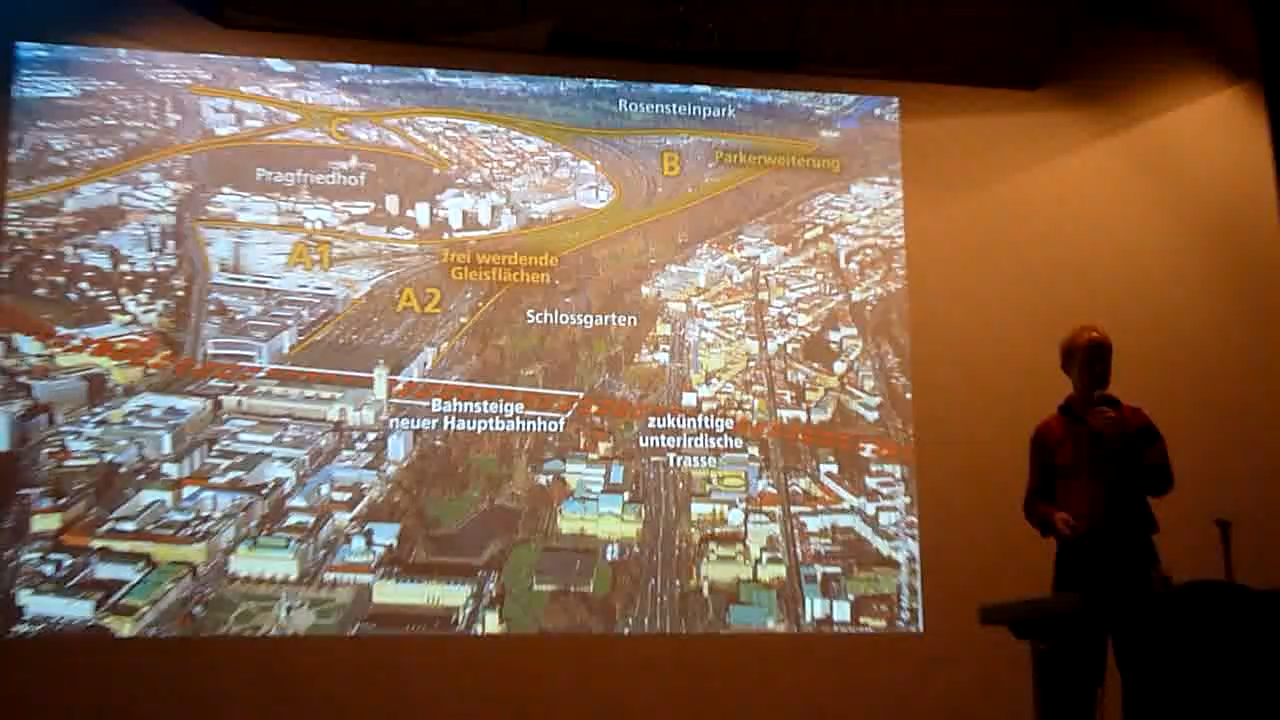 Rosensteinpark
C
B
Parkerweiterung
Pragfriedhof
A1
frei werdende
Gleisflächen
A2
Schlossgarten
Bahnsteige
neuer Hauptbahnhof
zukünftige
unterirdische
Trasse